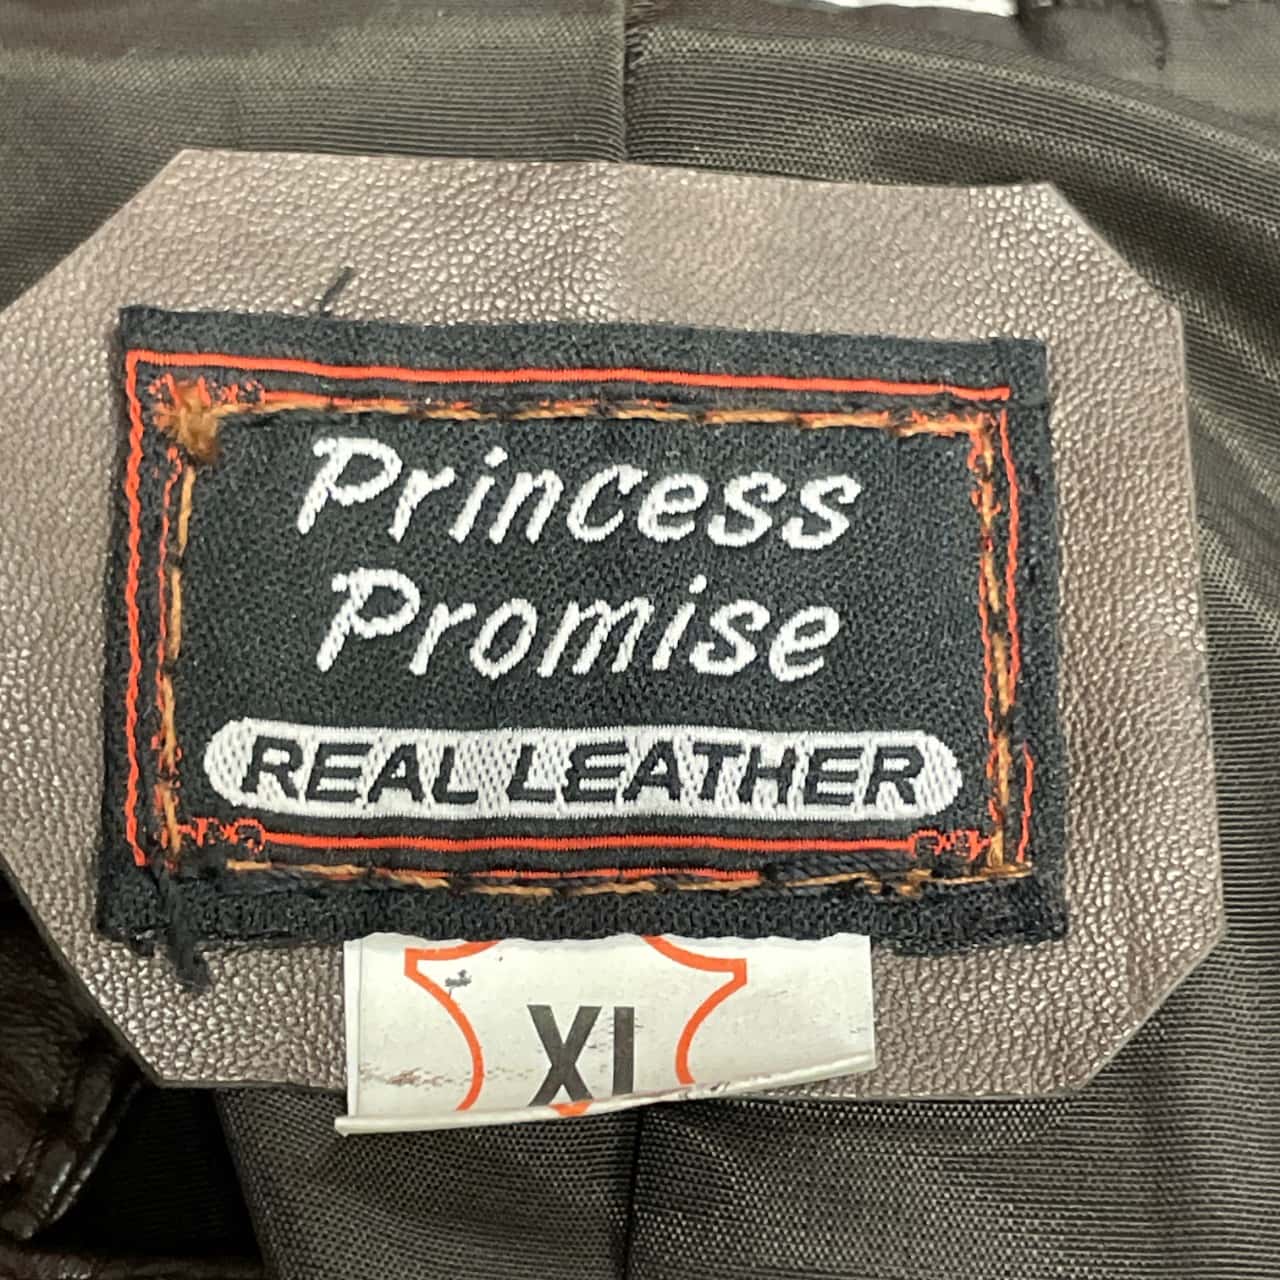 Princess
Promise
REAL LEATHER
XL